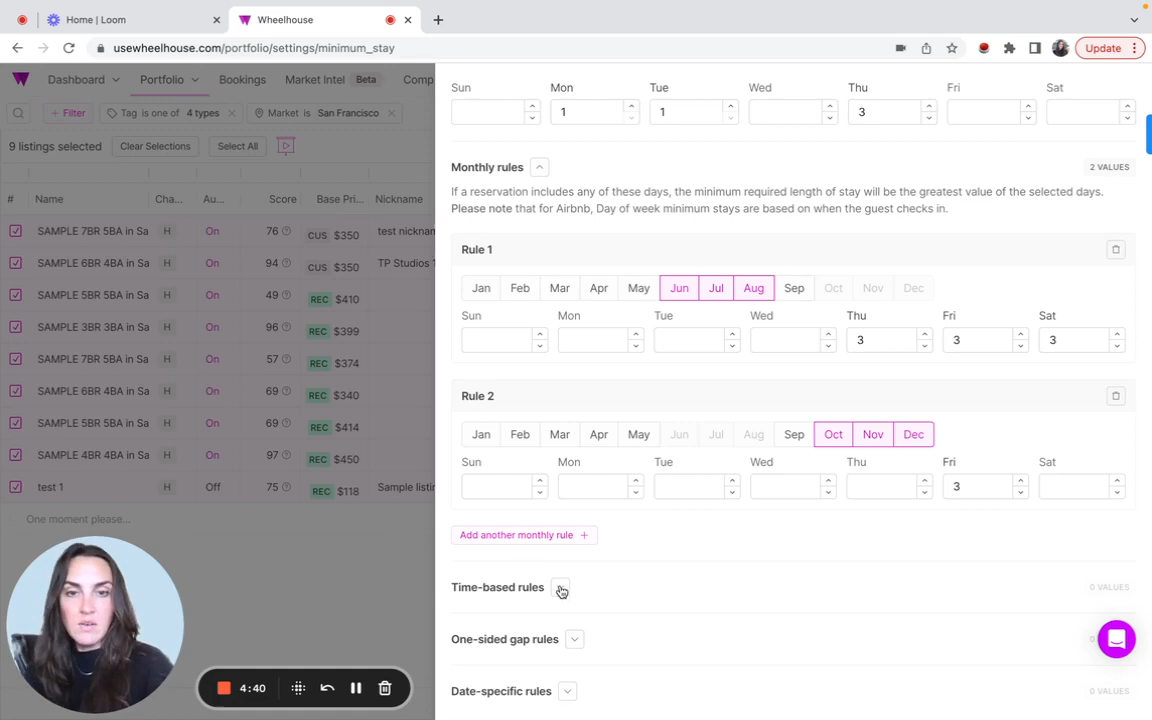 Home | Loom
Wheelhouse
usewheelhouse.com/portfolio/settings/minimum_stay
Update
Dashboard
Portfolio
Bookings
Market Intel
Beta
Comp
Filter
Tag is one of 4 types
Market is San Francisco
9 listings selected
Clear Selections
Select All
# Name Cha... Au... Score Base Pri... Nickname
SAMPLE 7BR 5BA in Sa H On 76 CUS $350 test nicknam
SAMPLE 6BR 4BA in Sa H On 94 CUS $350 TP Studios 1
SAMPLE 5BR 5BA in Sa H On 49 REC $410
SAMPLE 3BR 3BA in Sa H On 96 REC $399
SAMPLE 7BR 5BA in Sa H On 57 REC $374
SAMPLE 6BR 4BA in Sa H On 69 REC $340
SAMPLE 5BR 5BA in Sa H On 69 REC $414
SAMPLE 4BR 4BA in Sa H On 97 REC $450
test 1 H Off 75 REC $118 Sample listin
One moment please...
4:40
Sun Mon Tue Wed Thu Fri Sat
1 1 3
Monthly rules
2 VALUES
If a reservation includes any of these days, the minimum required length of stay will be the greatest value of the selected days.
Please note that for Airbnb, Day of week minimum stays are based on when the guest checks in.
Rule 1
Jan Feb Mar Apr May Jun Jul Aug Sep Oct Nov Dec
Sun Mon Tue Wed Thu Fri Sat
3 3 3
Rule 2
Jan Feb Mar Apr May Jun Jul Aug Sep Oct Nov Dec
Sun Mon Tue Wed Thu Fri Sat
3
Add another monthly rule +
Time-based rules
0 VALUES
One-sided gap rules
Date-specific rules
0 VALUES